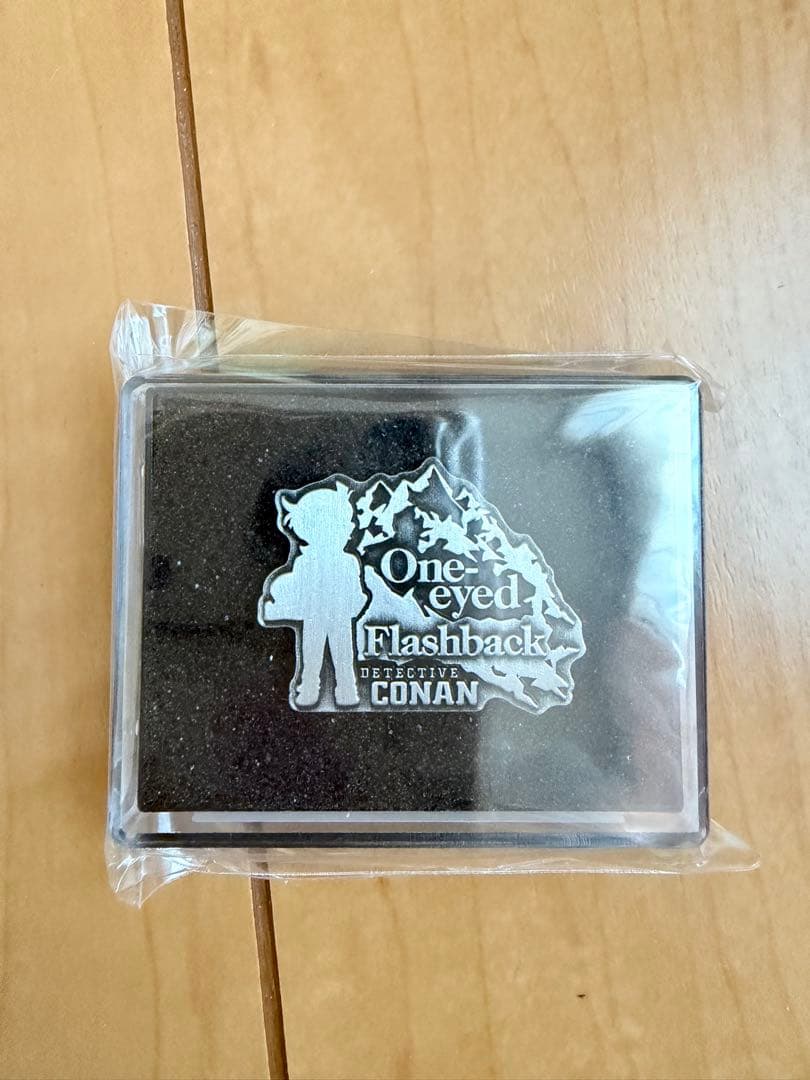 One-
eyed
Flashback
DETECTIVE
CONAN